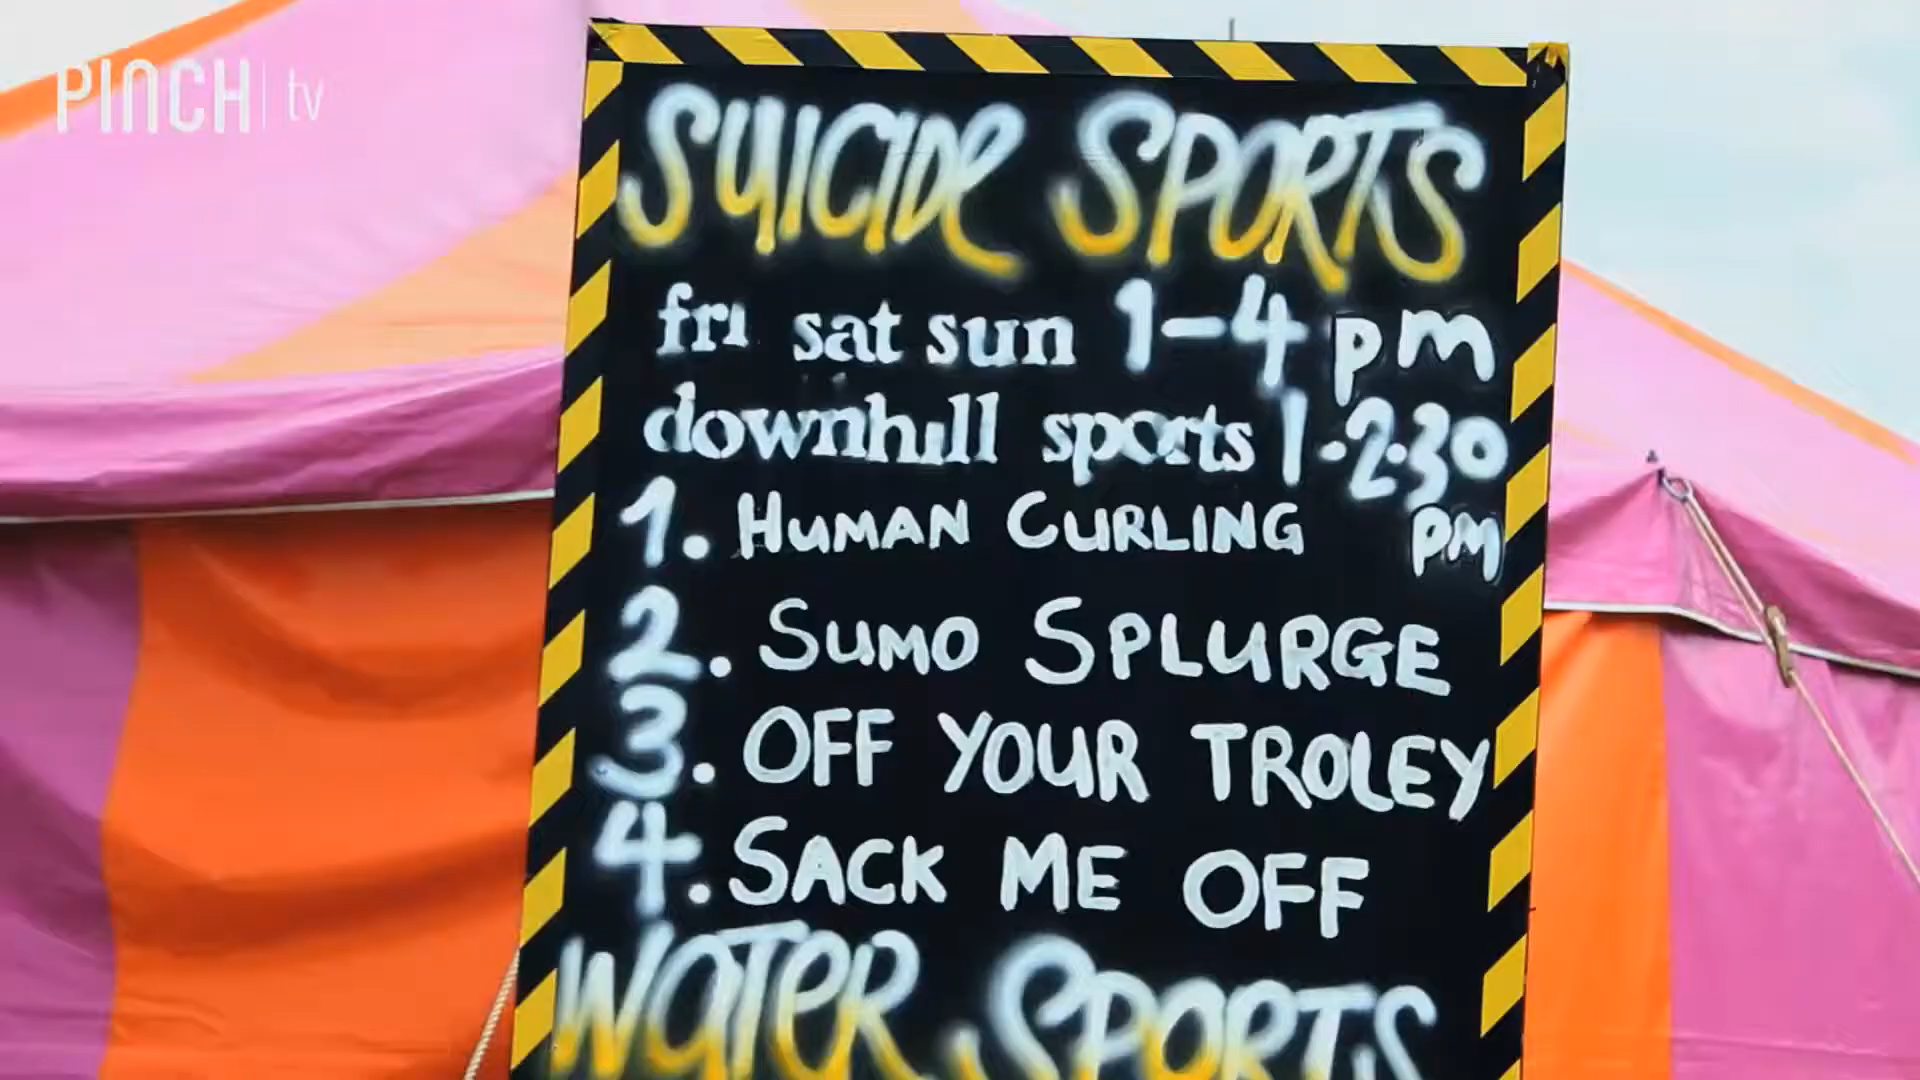 PINCH tv
SUICIDE SPORTS
fri sat sun 1-4 pm
downhill sports 1.2.30
pm
1. HUMAN CURLING
2. SUMO SPLURGE
3. OFF YOUR TROLEY
4. SACK ME OFF
WATER SPORTS